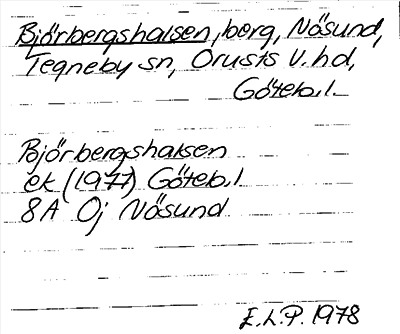 Björbergshalsen, berg, Nösund,
Tegneby sn, Orusts V. hd,
Göteb. l.
Björbergshalsen
ek (1977) Göteb. l
8A Oj Nösund
E.L.P. 1978